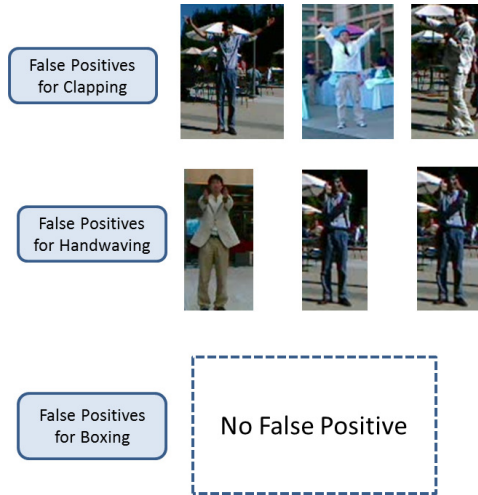 False Positives
for Clapping
False Positives
for Handwaving
False Positives
for Boxing
No False Positive